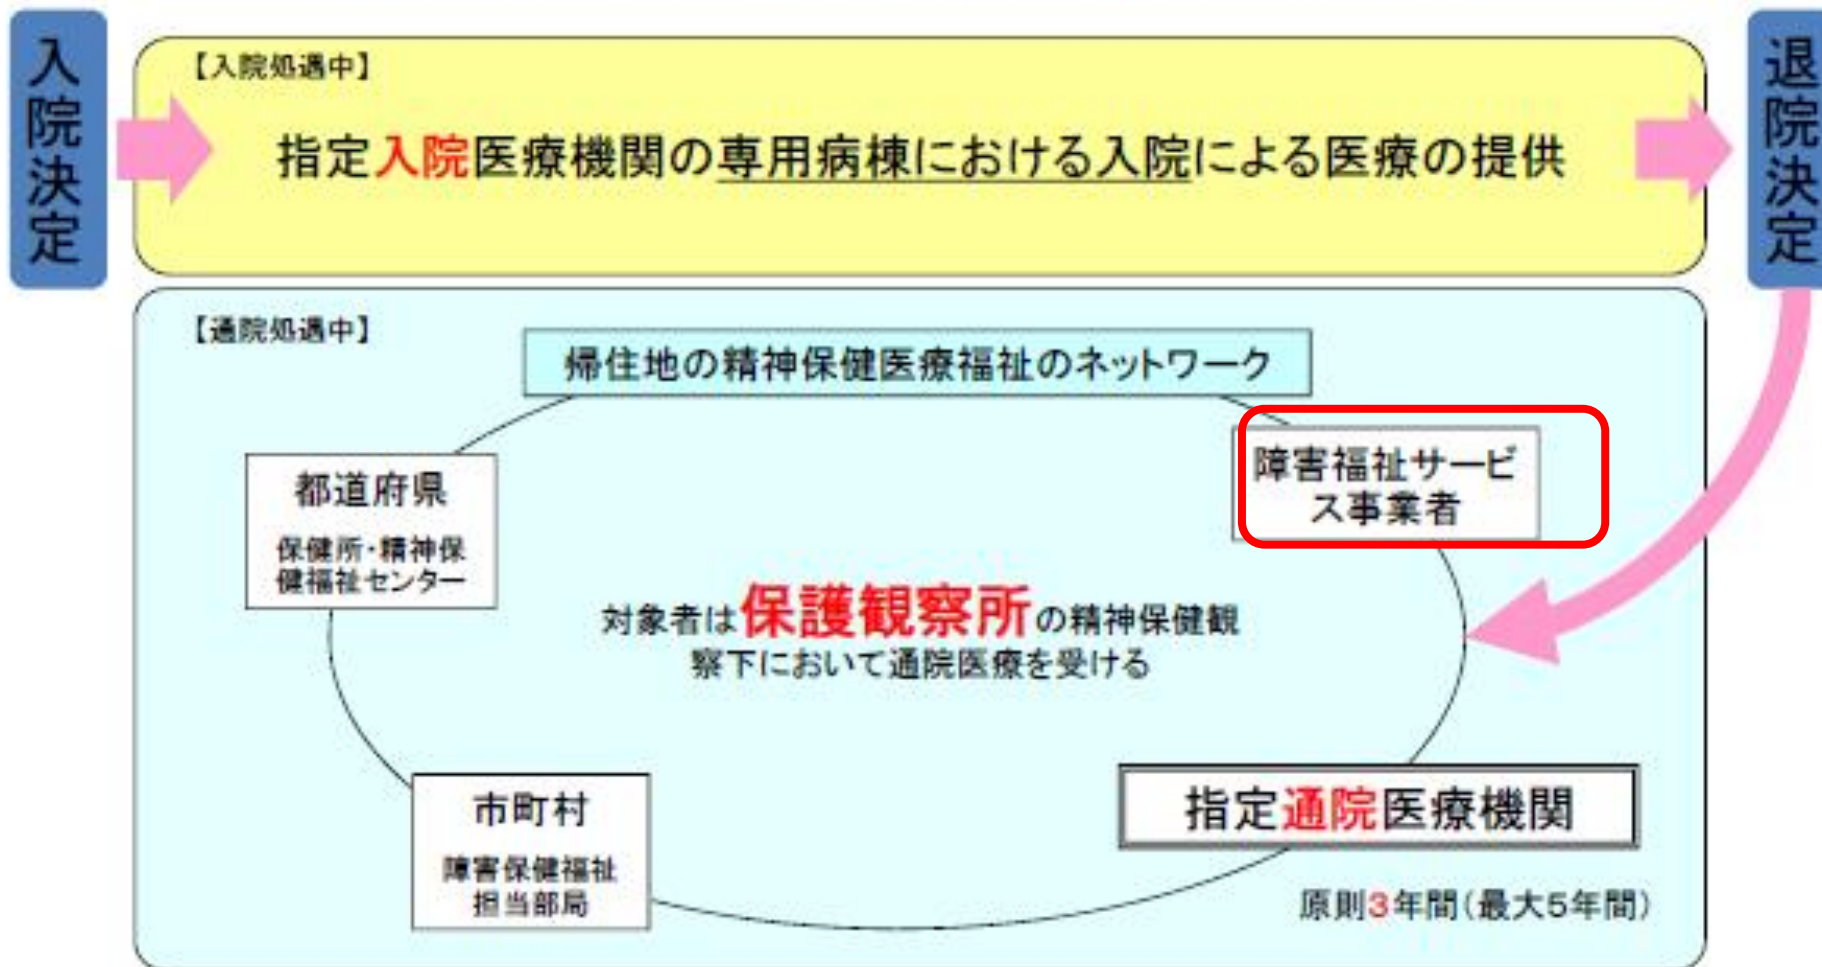 入院決定
【入院処遇中】
指定入院医療機関の専用病棟における入院による医療の提供
退院決定
【通院処遇中】
帰住地の精神保健医療福祉のネットワーク
障害福祉サービ
ス事業者
都道府県
保健所・精神保
健福祉センター
対象者は保護観察所の精神保健観
察下において通院医療を受ける
市町村
障害保健福祉
担当部局
指定通院医療機関
原則3年間(最大5年間)